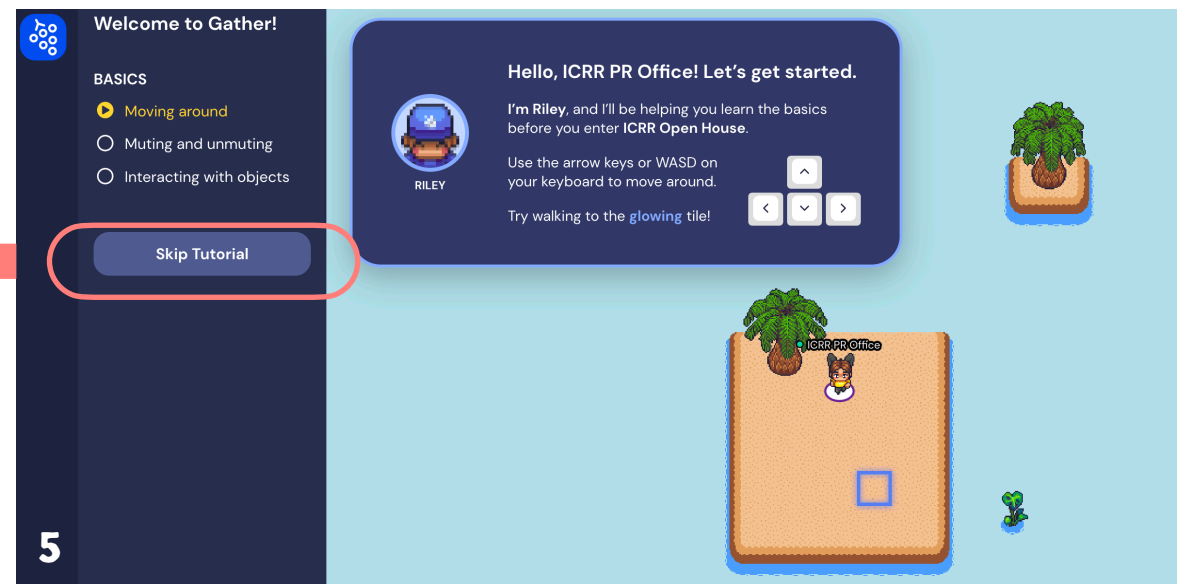 Welcome to Gather!
BASICS
Moving around
Muting and unmuting
Interacting with objects
Skip Tutorial
5
Hello, ICRR PR Office! Let’s get started.
I’m Riley, and I’ll be helping you learn the basics
before you enter ICRR Open House.
Use the arrow keys or WASD on
your keyboard to move around.
Try walking to the glowing tile!
RILEY
ICRR PR Office